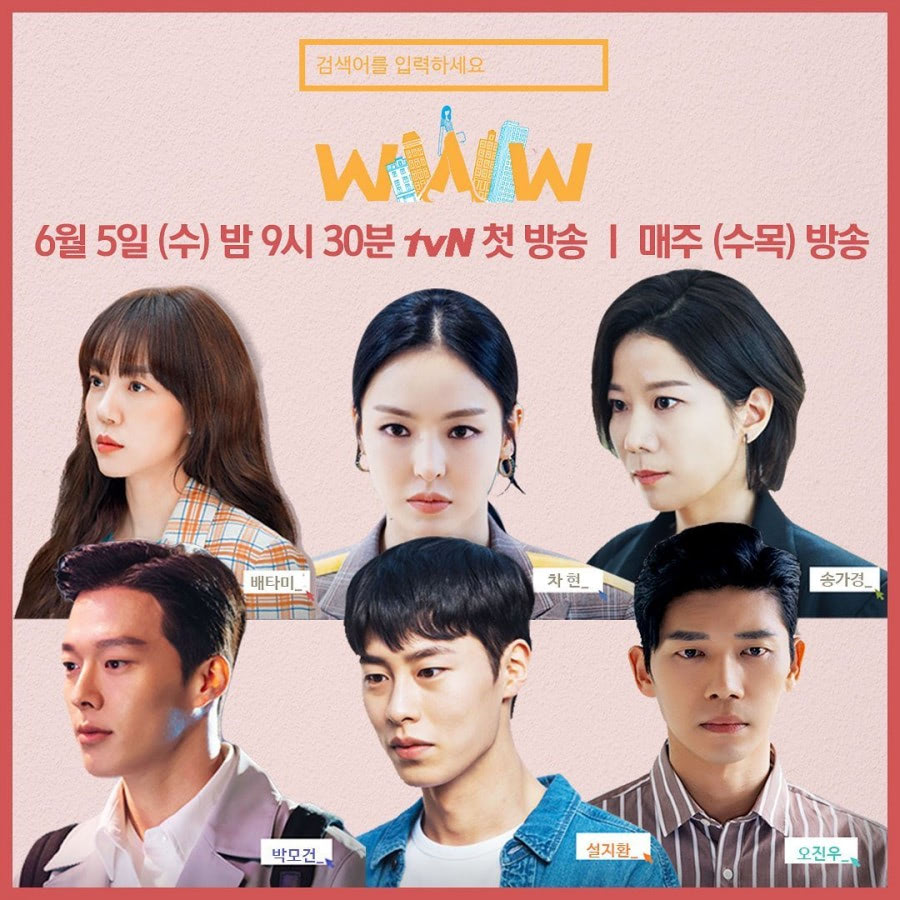 검색어를 입력하세요
WWW
6월 5일 (수) 밤 9시 30분 tvN 첫 방송 | 매주 (수목) 방송
배타미_ 차 현_ 송가경_
박모건_ 설지환_ 오진우_